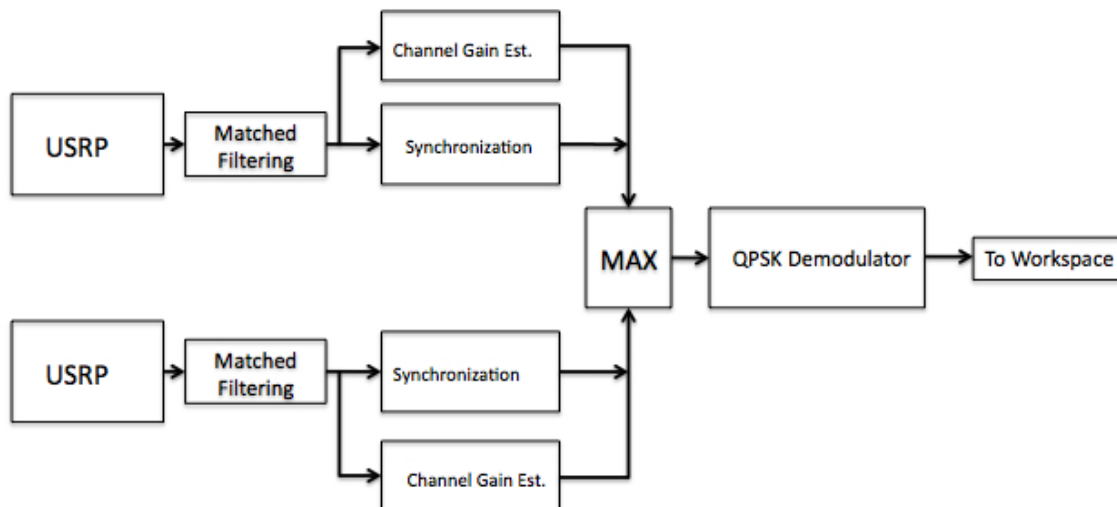 Channel Gain Est.
USRP
Matched
Filtering
Synchronization
MAX
QPSK Demodulator
To Workspace
USRP
Matched
Filtering
Synchronization
Channel Gain Est.